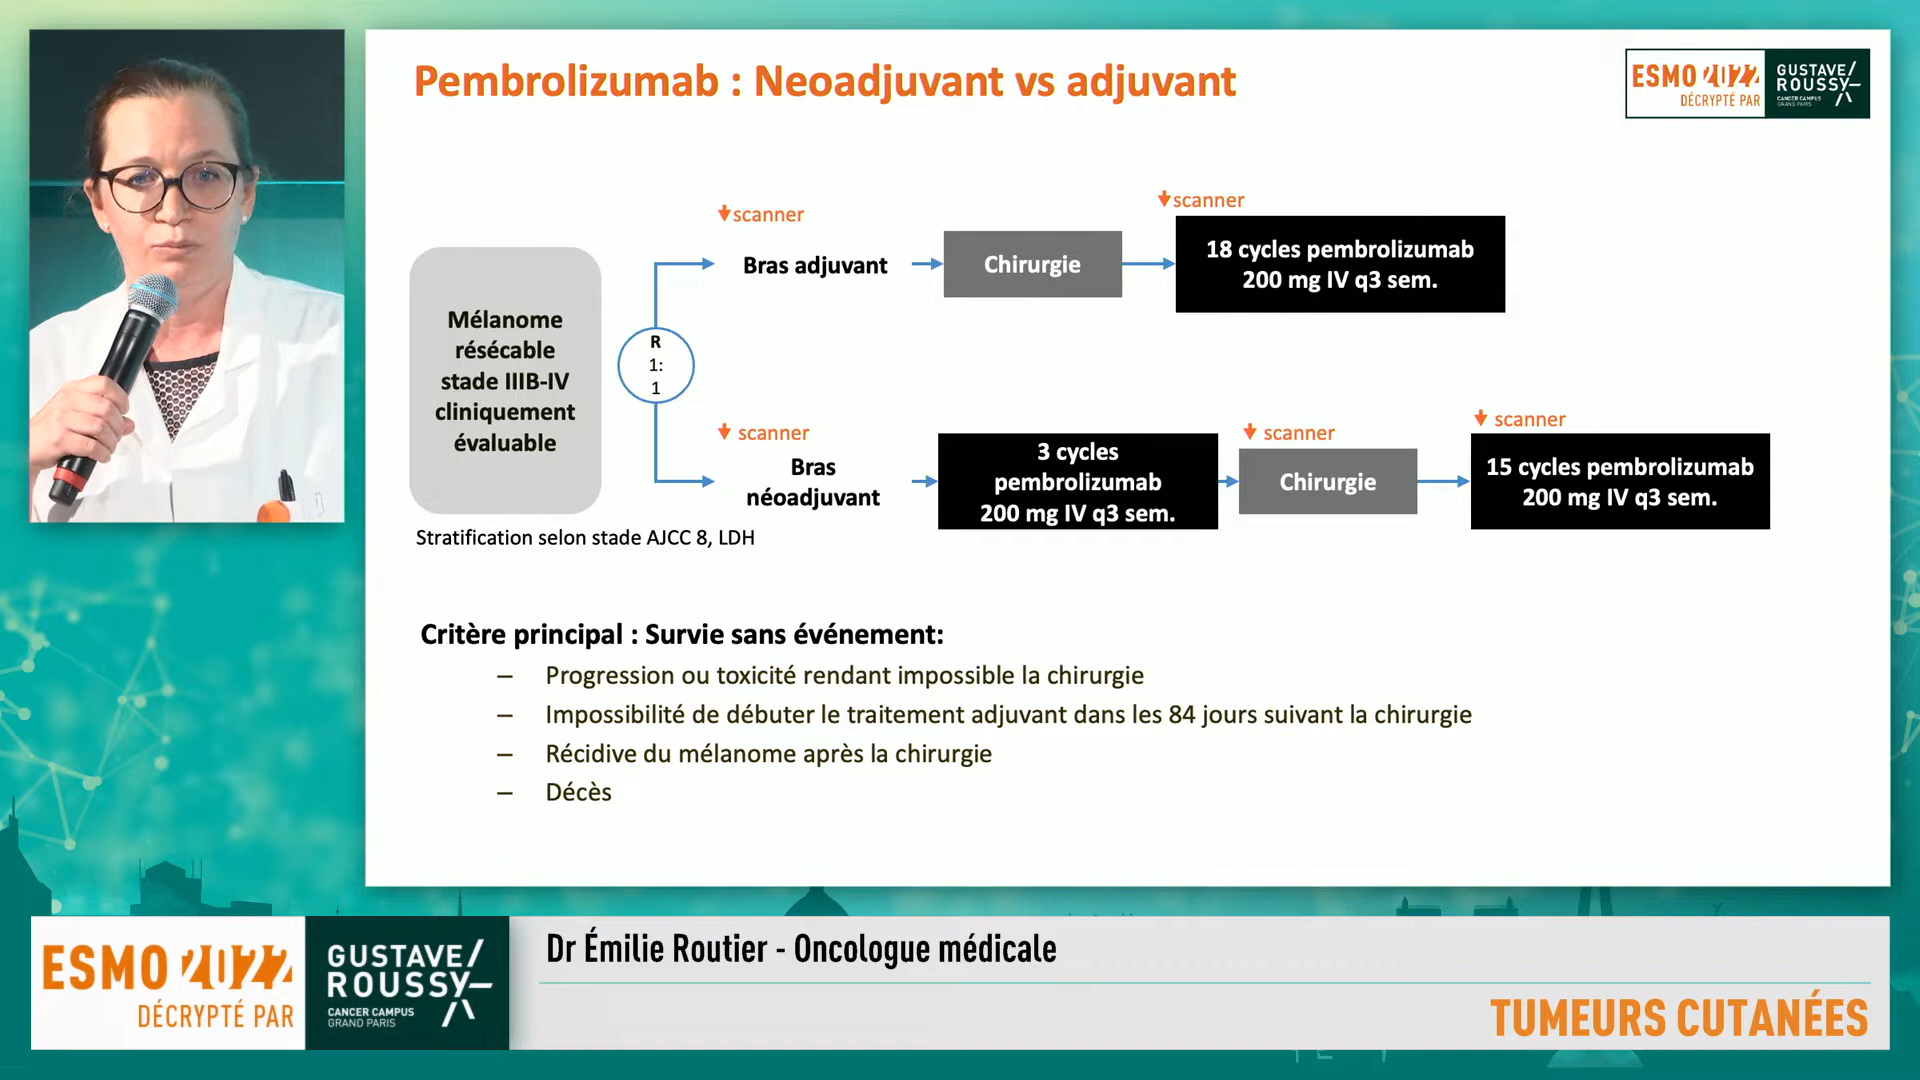 Pembrolizumab : Neoadjuvant vs adjuvant
ESMO 2022
DÉCRYPTÉ PAR
GUSTAVE/
ROUSSY
CANCER CAMPUS
GRAND PARIS
scanner
scanner
Bras adjuvant
Chirurgie
18 cycles pembrolizumab
200 mg IV q3 sem.
Mélanome
résécable
stade IIIB-IV
cliniquement
évaluable
R
1:
1
scanner
scanner
scanner
Bras
néoadjuvant
3 cycles
pembrolizumab
200 mg IV q3 sem.
Chirurgie
15 cycles pembrolizumab
200 mg IV q3 sem.
Stratification selon stade AJCC 8, LDH
Critère principal : Survie sans événement:
– Progression ou toxicité rendant impossible la chirurgie
– Impossibilité de débuter le traitement adjuvant dans les 84 jours suivant la chirurgie
– Récidive du mélanome après la chirurgie
– Décès
ESMO 2022
DÉCRYPTÉ PAR
GUSTAVE/
ROUSSY
CANCER CAMPUS
GRAND PARIS
Dr Émilie Routier - Oncologue médicale
TUMEURS CUTANÉES